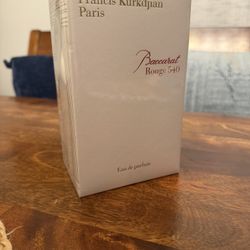 Francis Kurkdjian
Paris
Baccarat
Rouge 540
Eau de parfum